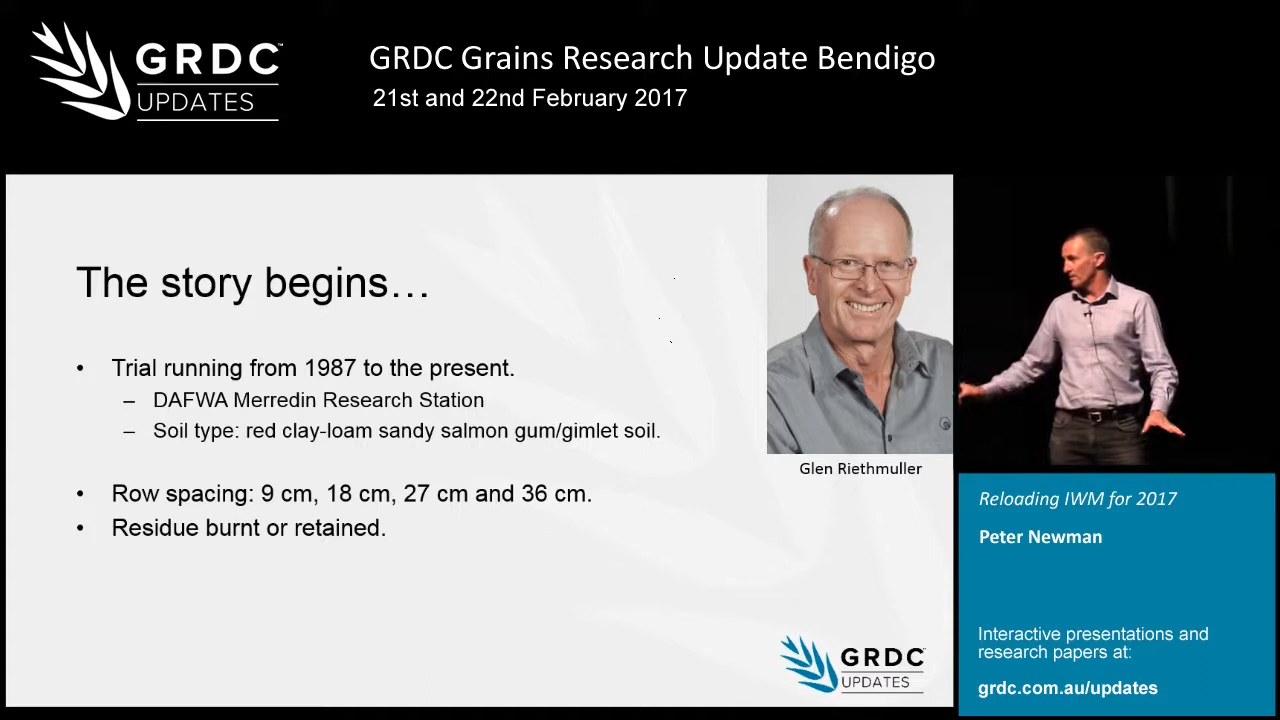 GRDC™
UPDATES
GRDC Grains Research Update Bendigo
21st and 22nd February 2017
The story begins…
• Trial running from 1987 to the present.
– DAFWA Merredin Research Station
– Soil type: red clay-loam sandy salmon gum/gimlet soil.
• Row spacing: 9 cm, 18 cm, 27 cm and 36 cm.
• Residue burnt or retained.
Glen Riethmuller
GRDC™
UPDATES
Reloading IWM for 2017
Peter Newman
Interactive presentations and
research papers at:
grdc.com.au/updates